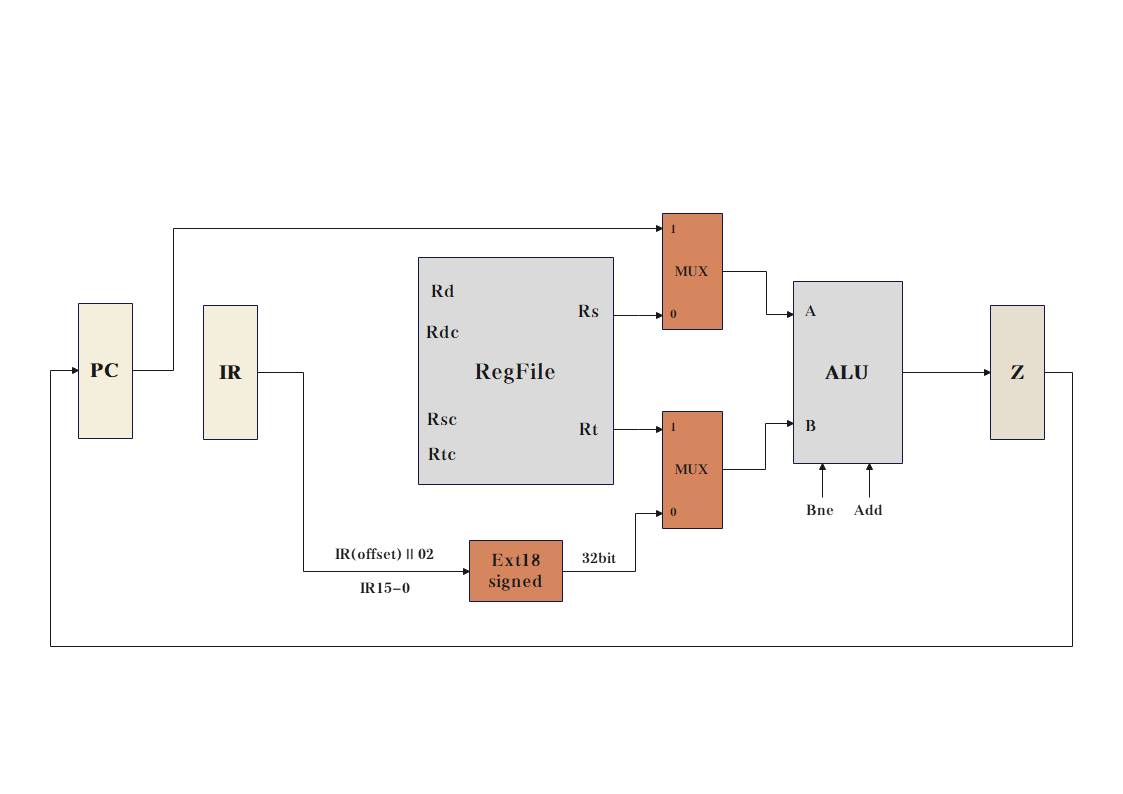 1
MUX
0
Rd
Rs
Rdc
RegFile
Rsc
Rt
Rtc
PC
IR
A
ALU
B
Z
1
MUX
0
Bne Add
IR(offset) || 02
IR15-0
Ext18
signed
32bit